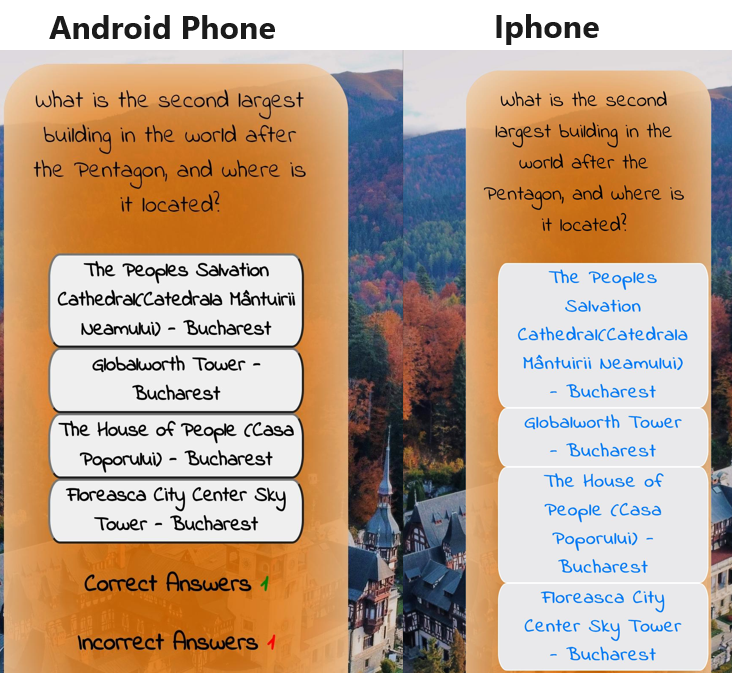 Android Phone
What is the second largest
building in the world after
the Pentagon, and where is
it located?
The Peoples Salvation
Cathedral(Catedrala Mântuirii
Neamului) - Bucharest
Globalworth Tower -
Bucharest
The House of People (Casa
Poporului) - Bucharest
Floreasca City Center Sky
Tower - Bucharest
Correct Answers 1
Incorrect Answers 1
Iphone
What is the second
largest building in the
world after the
Pentagon, and where is
it located?
The Peoples
Salvation
Cathedral(Catedrala
Mântuirii Neamului)
- Bucharest
Globalworth Tower
- Bucharest
The House of
People (Casa
Poporului) -
Bucharest
Floreasca City
Center Sky Tower
- Bucharest